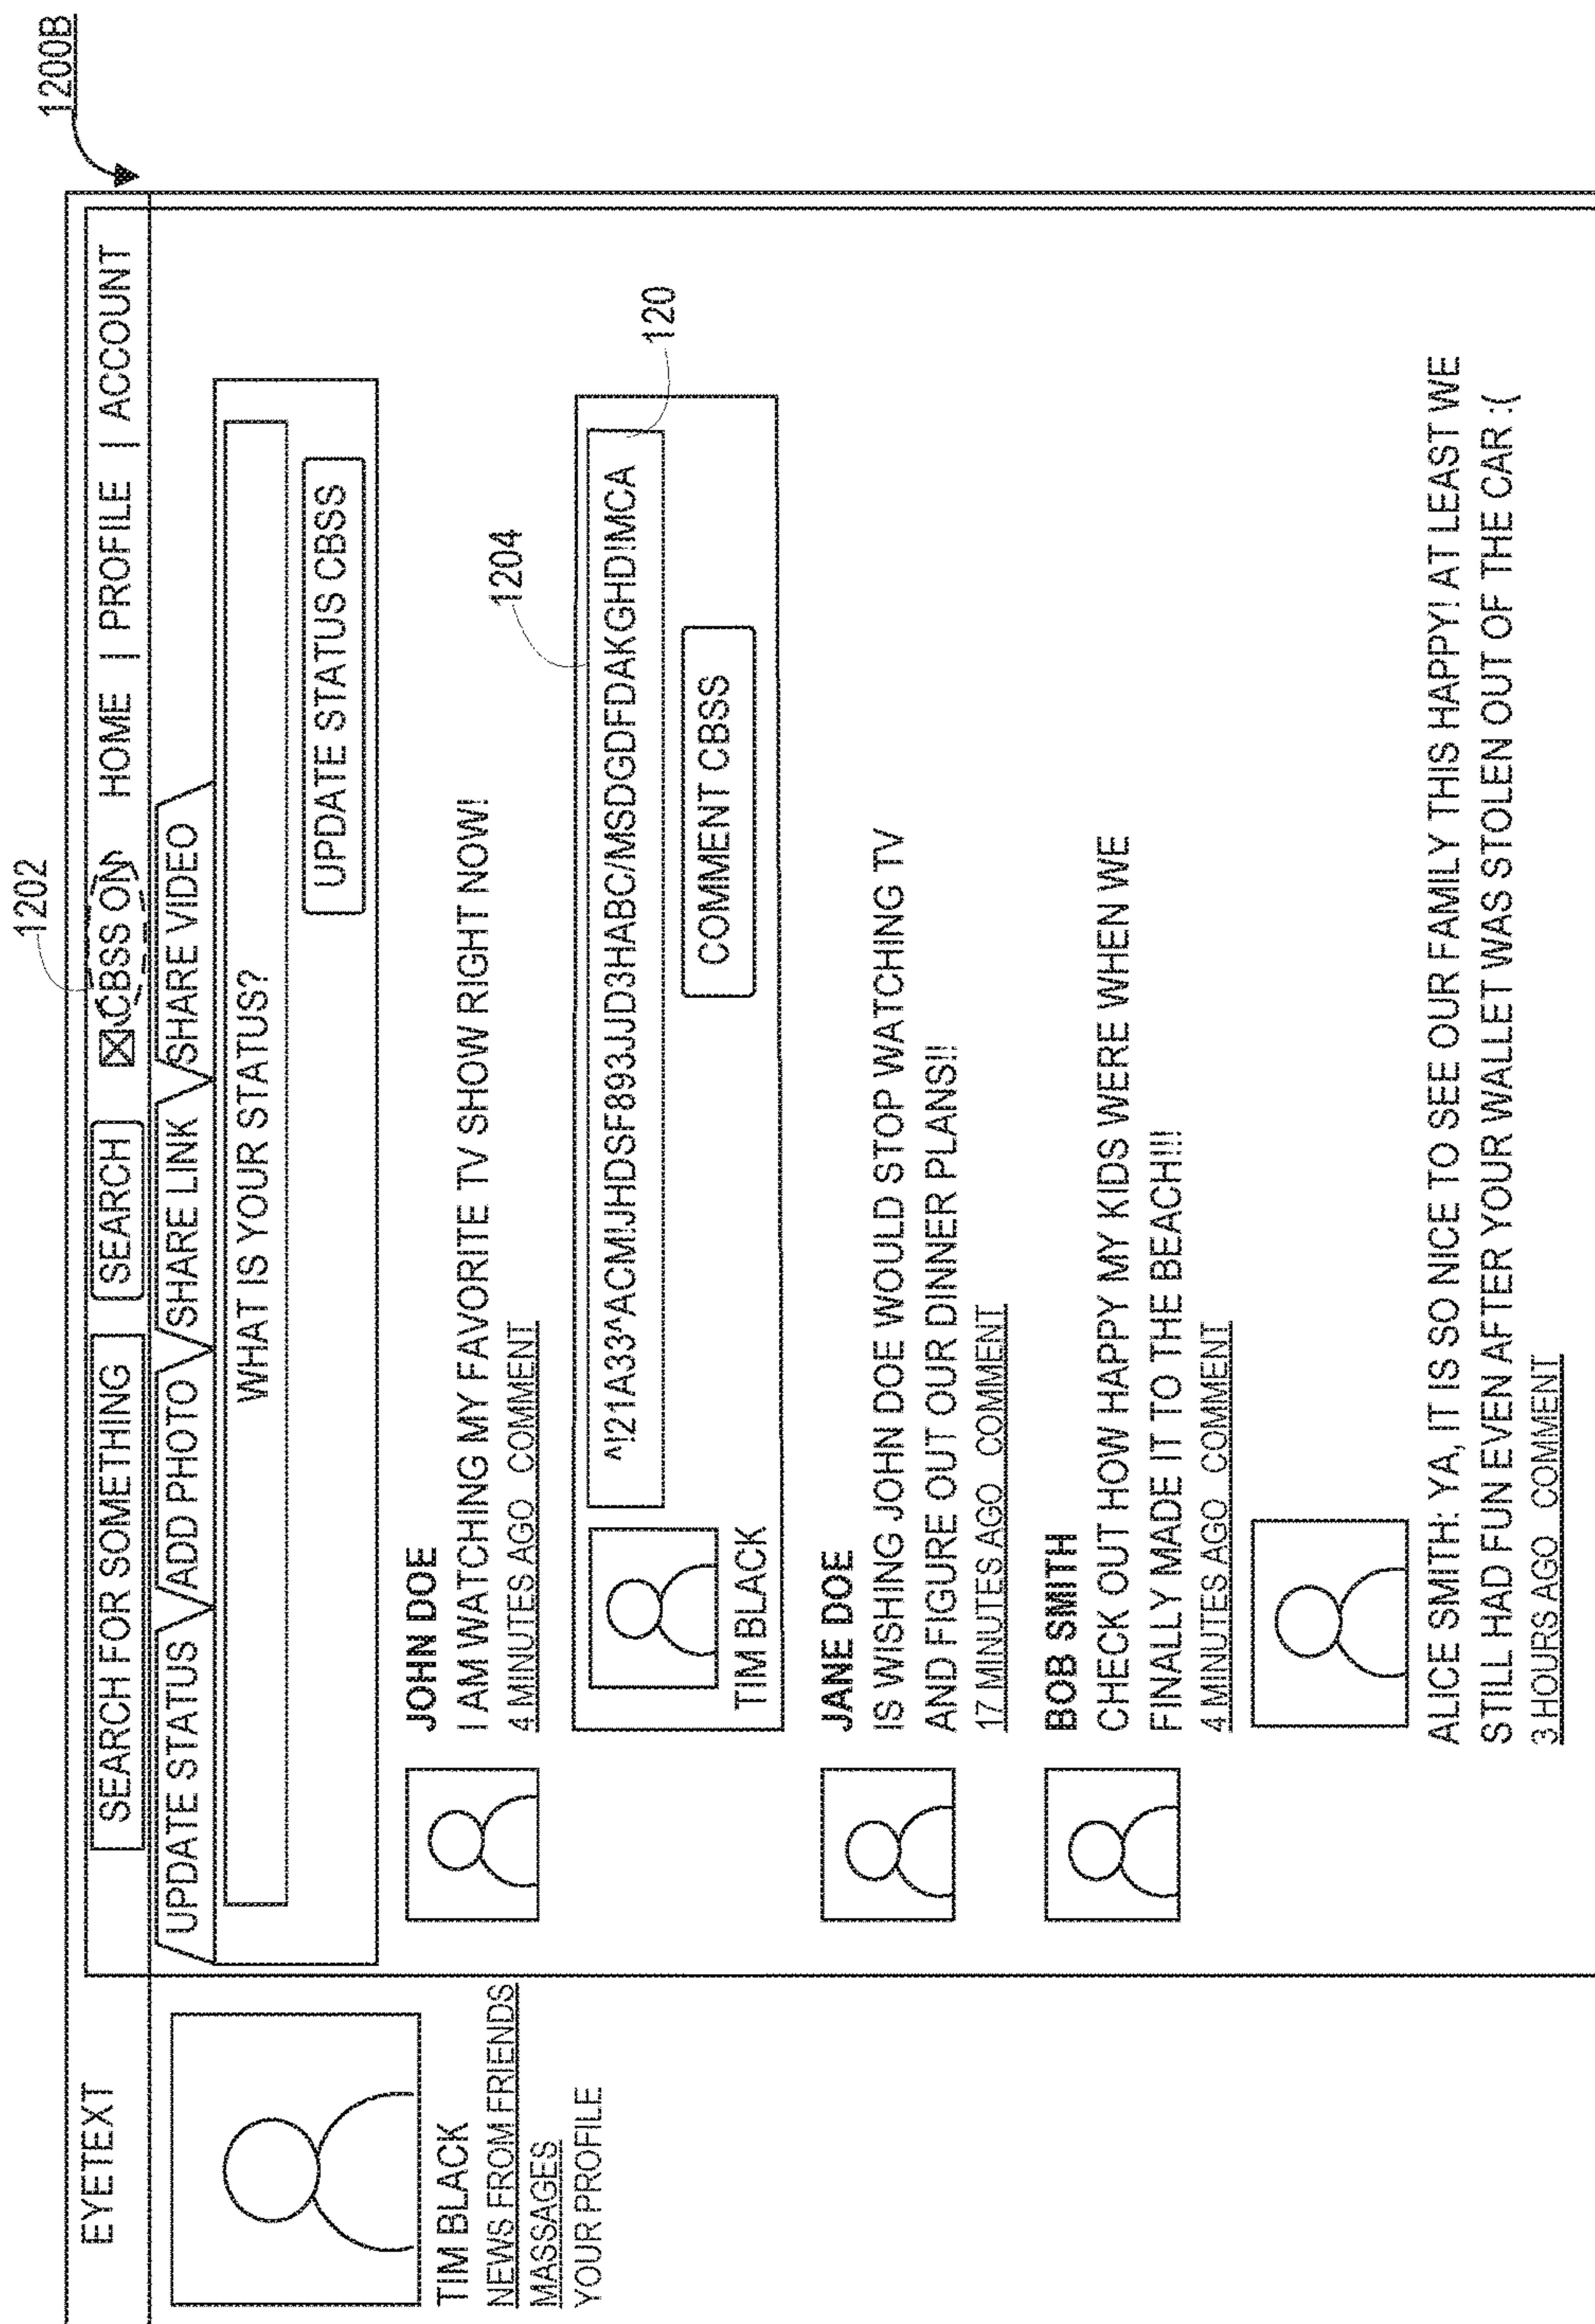 1200B
1202
EYETEXT
SEARCH FOR SOMETHING SEARCH CBSS ON HOME | PROFILE | ACCOUNT
UPDATE STATUS ADD PHOTO SHARE LINK SHARE VIDEO
WHAT IS YOUR STATUS?
UPDATE STATUS CBSS
TIM BLACK
NEWS FROM FRIENDS
MASSAGES
YOUR PROFILE
JOHN DOE
I AM WATCHING MY FAVORITE TV SHOW RIGHT NOW!
4 MINUTES AGO COMMENT
1204
120
^!21A33^ACM!JHDSF893JJD3HABC/MSDGDFDAKGHD!MCA
COMMENT CBSS
TIM BLACK
JANE DOE
IS WISHING JOHN DOE WOULD STOP WATCHING TV
AND FIGURE OUT OUR DINNER PLANS!!
17 MINUTES AGO COMMENT
BOB SMITH
CHECK OUT HOW HAPPY MY KIDS WERE WHEN WE
FINALLY MADE IT TO THE BEACH!!!
4 MINUTES AGO COMMENT
ALICE SMITH: YA, IT IS SO NICE TO SEE OUR FAMILY THIS HAPPY! AT LEAST WE
STILL HAD FUN EVEN AFTER YOUR WALLET WAS STOLEN OUT OF THE CAR :(
3 HOURS AGO COMMENT